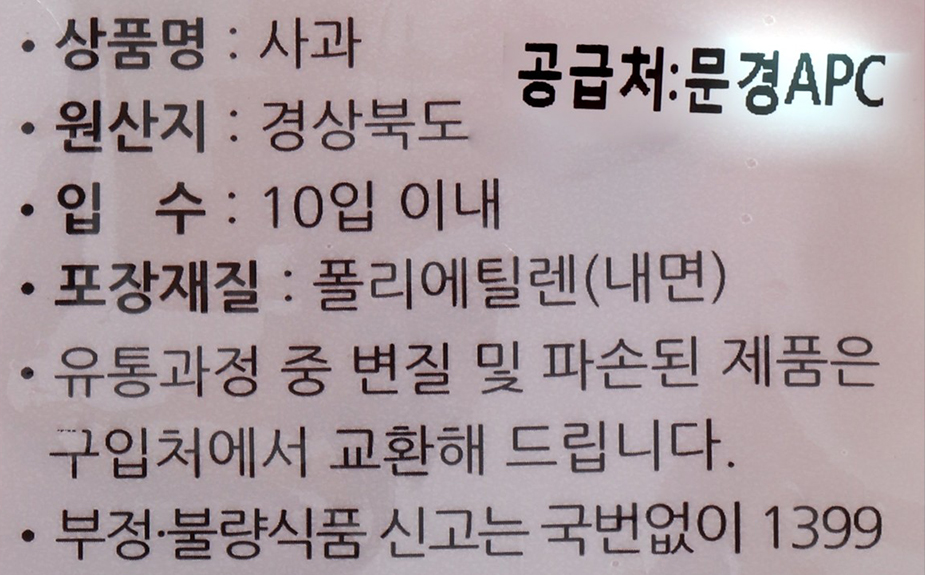 • 상품명 : 사과
공급처:문경APC
• 원산지 : 경상북도
• 입 수 : 10입 이내
• 포장재질 : 폴리에틸렌(내면)
• 유통과정 중 변질 및 파손된 제품은
구입처에서 교환해 드립니다.
• 부정·불량식품 신고는 국번없이 1399